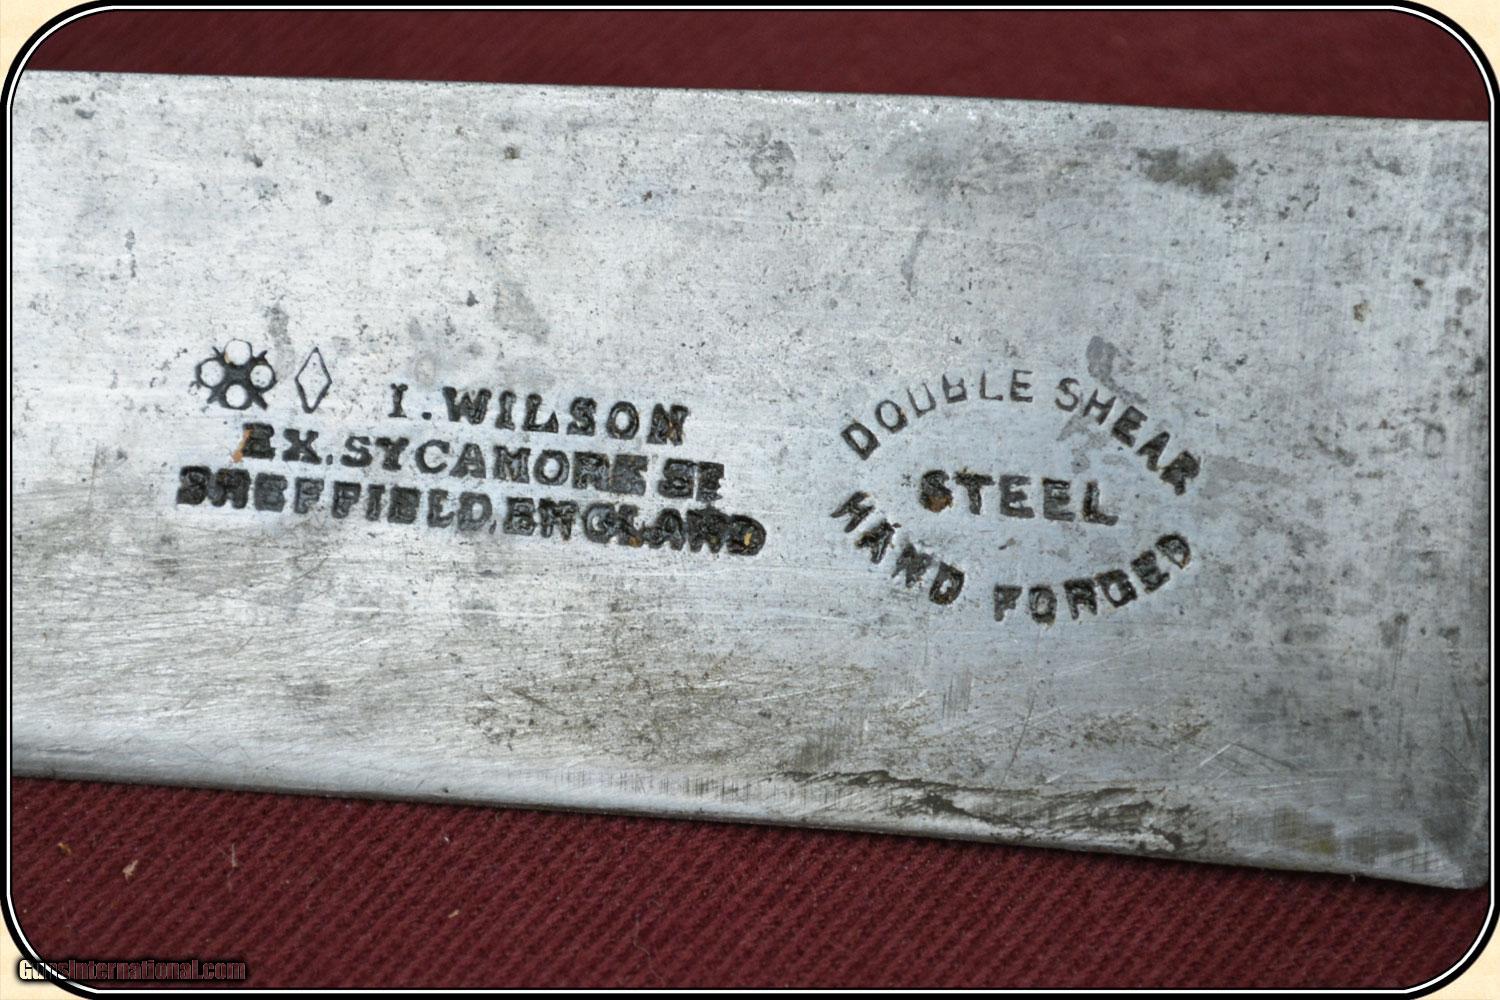 I. WILSON
EX. SYCAMORE ST
SHEFFIELD, ENGLAND
DOUBLE SHEAR
STEEL
HAND FORGED
GunsInternational.com